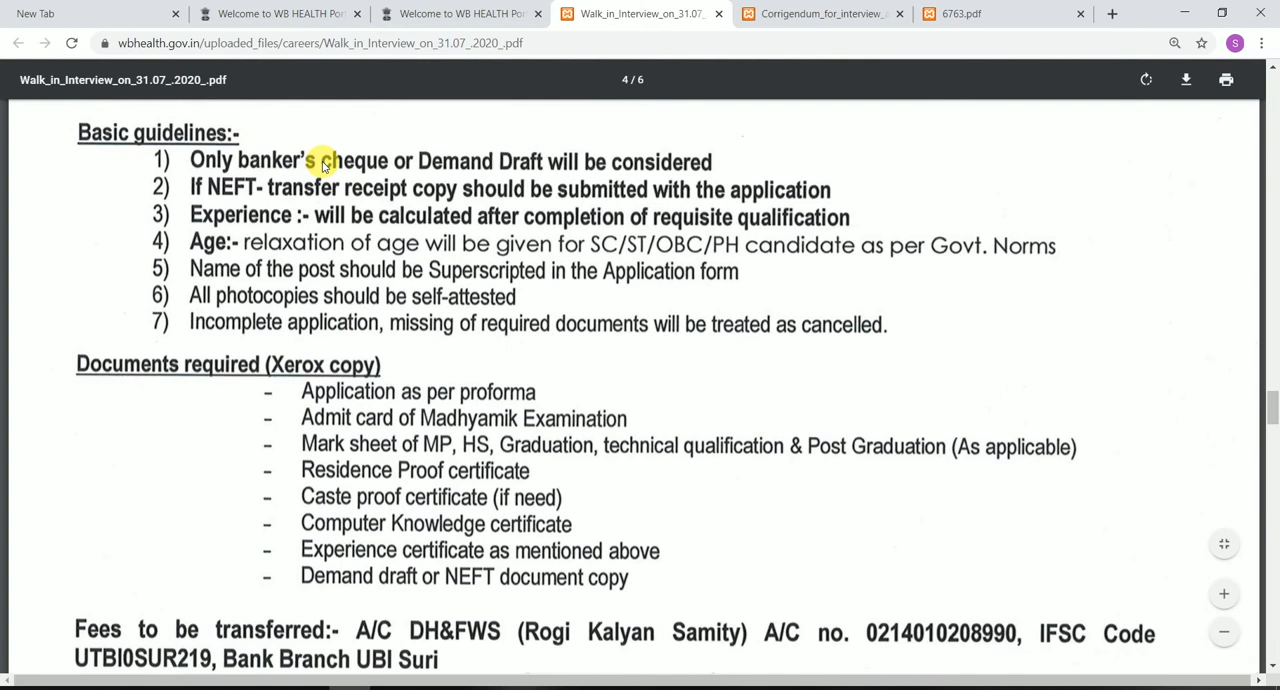 New Tab
Welcome to WB HEALTH Por
Welcome to WB HEALTH Por
Walk_in_Interview_on_31.07_
Corrigendum_for_interview_
6763.pdf
wbhealth.gov.in/uploaded_files/careers/Walk_in_Interview_on_31.07_.2020_.pdf
S
Walk_in_Interview_on_31.07_.2020_.pdf
4 / 6
Basic guidelines:-
1) Only banker's cheque or Demand Draft will be considered
2) If NEFT- transfer receipt copy should be submitted with the application
3) Experience :- will be calculated after completion of requisite qualification
4) Age:- relaxation of age will be given for SC/ST/OBC/PH candidate as per Govt. Norms
5) Name of the post should be Superscripted in the Application form
6) All photocopies should be self-attested
7) Incomplete application, missing of required documents will be treated as cancelled.
Documents required (Xerox copy)
- Application as per proforma
- Admit card of Madhyamik Examination
- Mark sheet of MP, HS, Graduation, technical qualification & Post Graduation (As applicable)
- Residence Proof certificate
- Caste proof certificate (if need)
- Computer Knowledge certificate
- Experience certificate as mentioned above
- Demand draft or NEFT document copy
Fees to be transferred:- A/C DH&FWS (Rogi Kalyan Samity) A/C no. 0214010208990, IFSC Code
UTBI0SUR219, Bank Branch UBI Suri